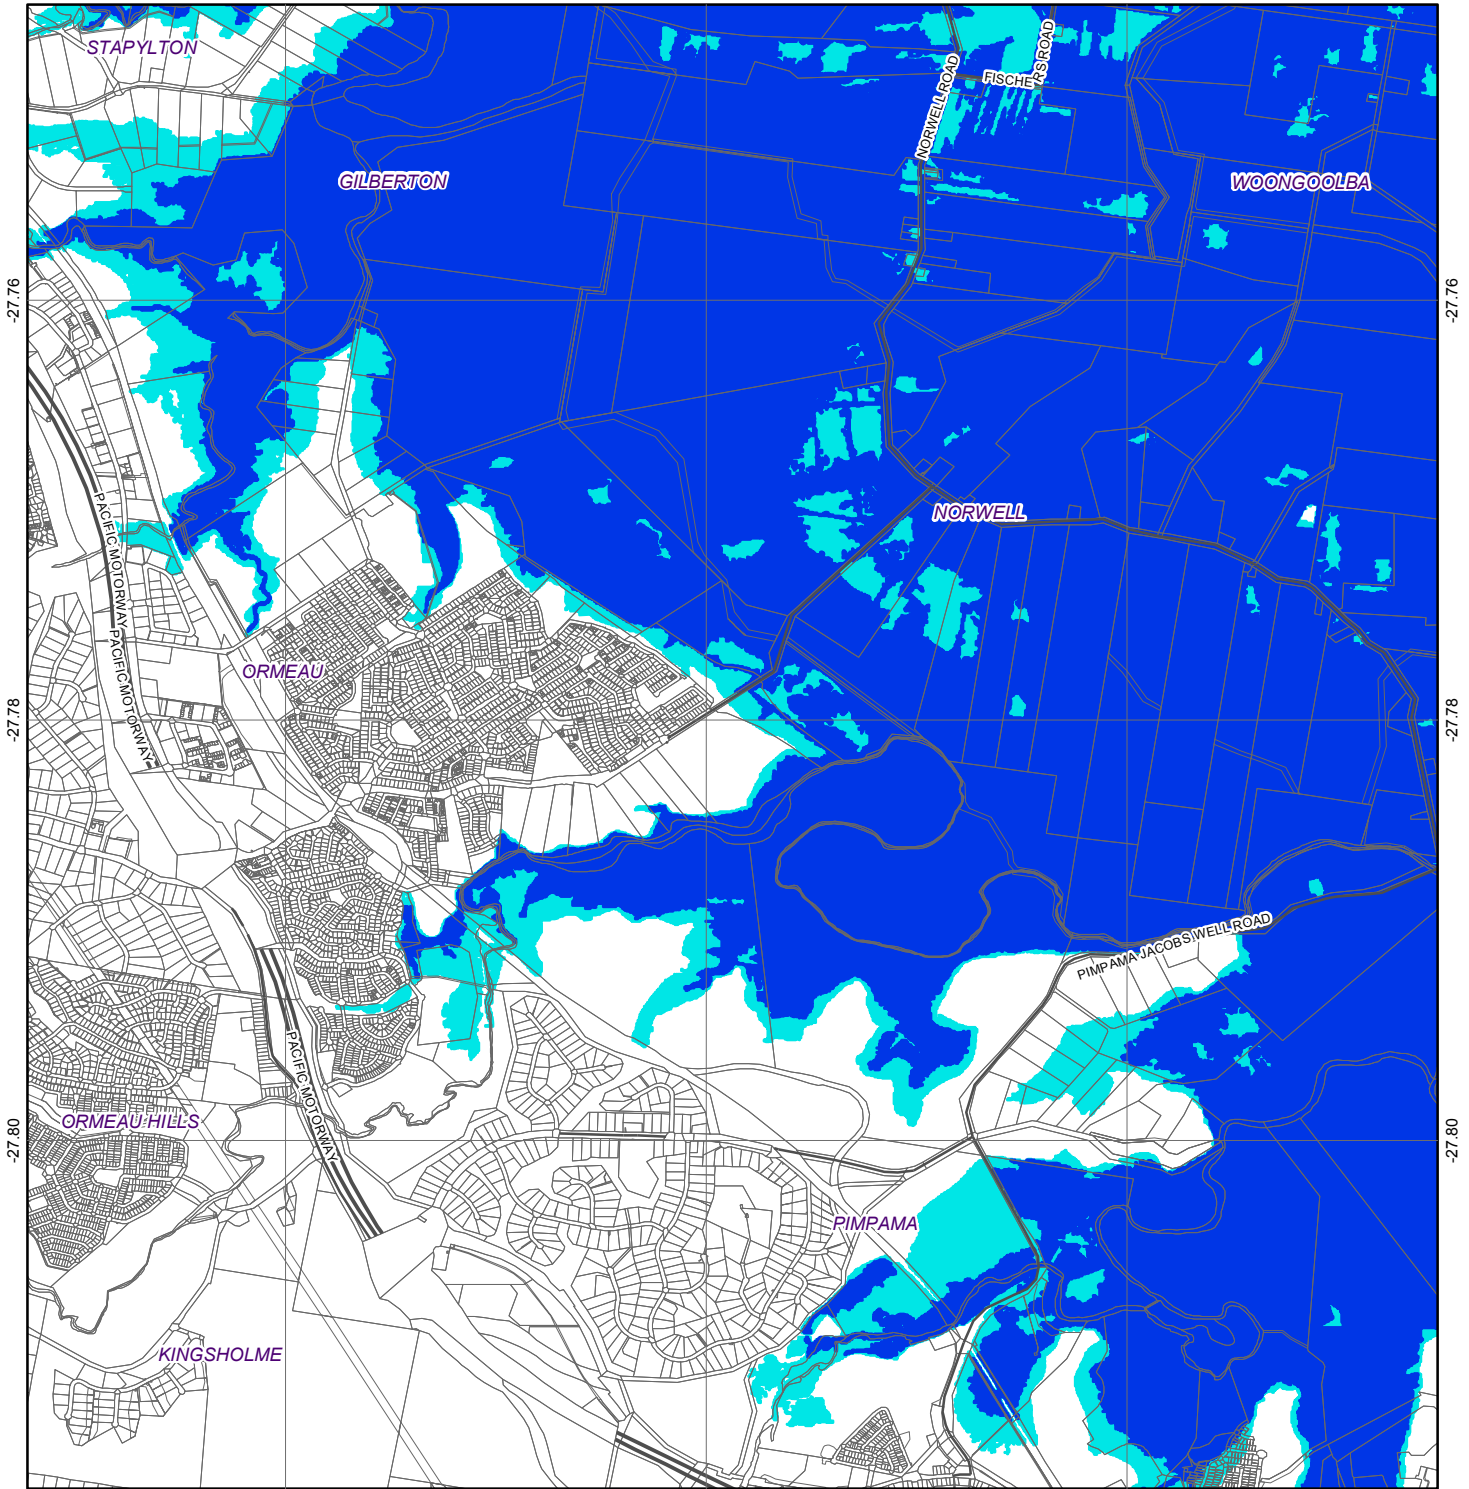 STAPYLTON
NORWELL ROAD
FISCHERS ROAD
GILBERTON
WOONGOOLBA
-27.76
-27.76
PACIFIC MOTORWAY
NORWELL
PACIFIC MOTORWAY
ORMEAU
-27.78
-27.78
PIMPAMA JACOBS WELL ROAD
PACIFIC MOTORWAY
ORMEAU HILLS
-27.80
-27.80
PIMPAMA
KINGSHOLME